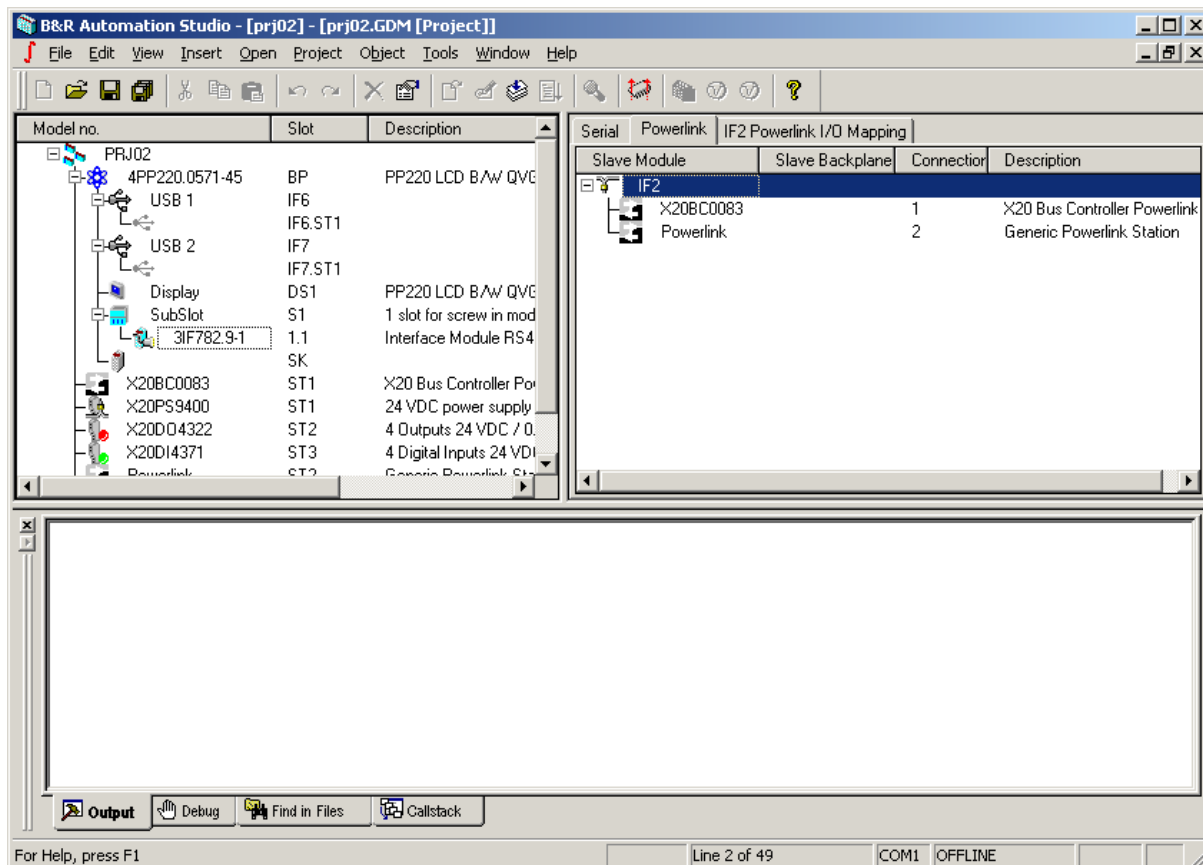 B&R Automation Studio - [prj02] - [prj02.GDM [Project]]
File Edit View Insert Open Project Object Tools Window Help
Model no. Slot Description
PRJ02
4PP220.0571-45 BP PP220 LCD B/W QVG
USB 1 IF6
IF6.ST1
USB 2 IF7
IF7.ST1
Display DS1 PP220 LCD B/W QVG
SubSlot S1 1 slot for screw in mod
3IF782.9-1 1.1 Interface Module RS4
SK
X20BC0083 ST1 X20 Bus Controller Po
X20PS9400 ST1 24 VDC power supply
X20DO4322 ST2 4 Outputs 24 VDC / 0.
X20DI4371 ST3 4 Digital Inputs 24 VD
Powerlink ST2 Generic Powerlink Sta
Serial Powerlink IF2 Powerlink I/O Mapping
Slave Module Slave Backplane Connection Description
IF2
X20BC0083 1 X20 Bus Controller Powerlink
Powerlink 2 Generic Powerlink Station
Output Debug Find in Files Callstack
For Help, press F1 Line 2 of 49 COM1 OFFLINE